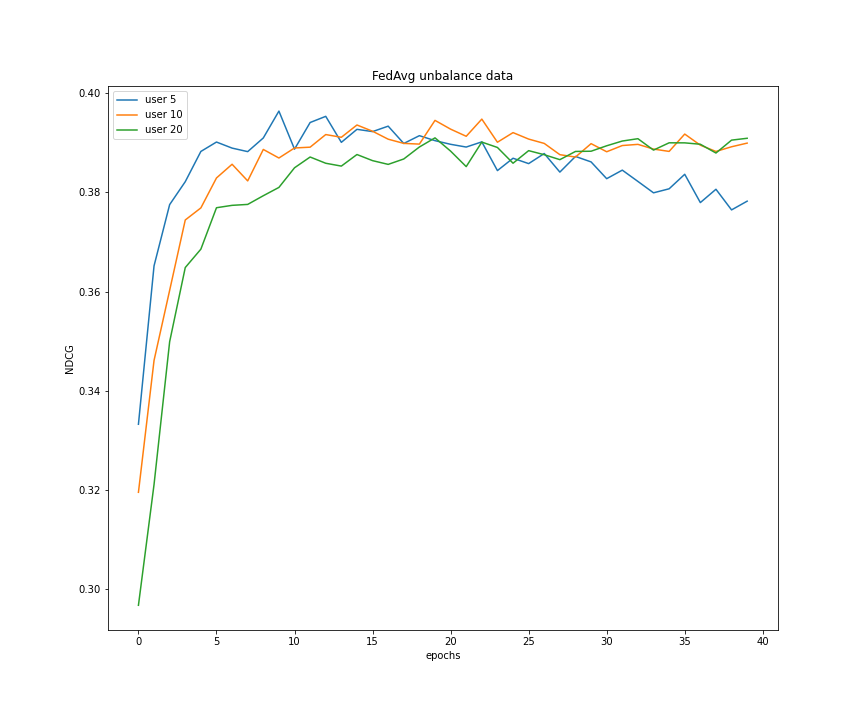 FedAvg unbalance data
user 5
user 10
user 20
0.40
0.38
0.36
0.34
0.32
0.30
NDCG
0 5 10 15 20 25 30 35 40
epochs